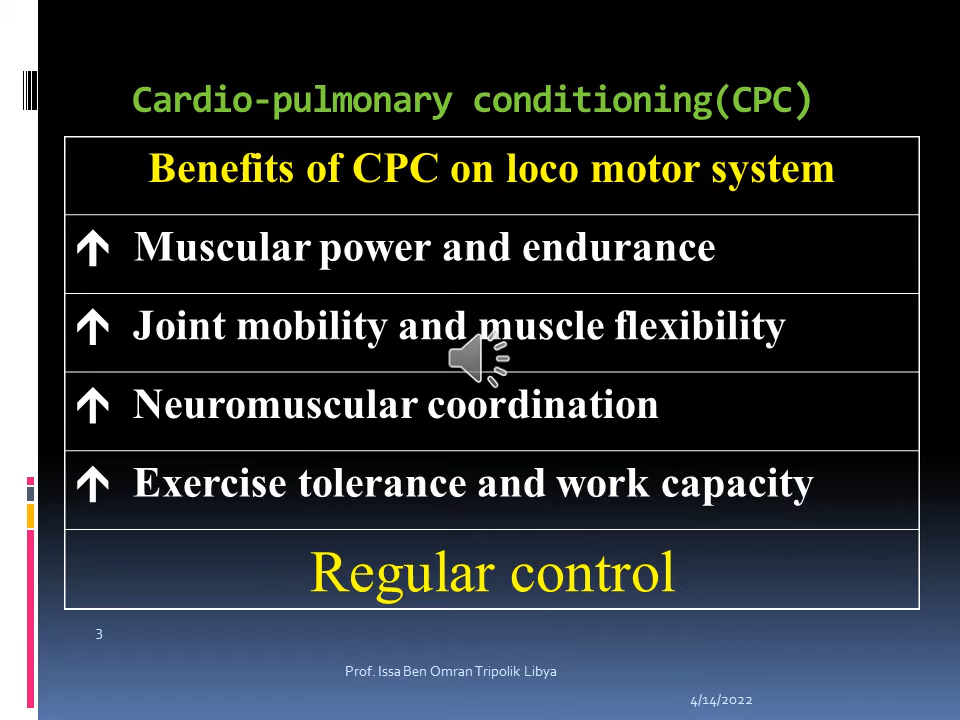 Cardio-pulmonary conditioning(CPC)
Benefits of CPC on loco motor system
↑ Muscular power and endurance
↑ Joint mobility and muscle flexibility
↑ Neuromuscular coordination
↑ Exercise tolerance and work capacity
Regular control
3
Prof. Issa Ben Omran Tripolik Libya
4/14/2022